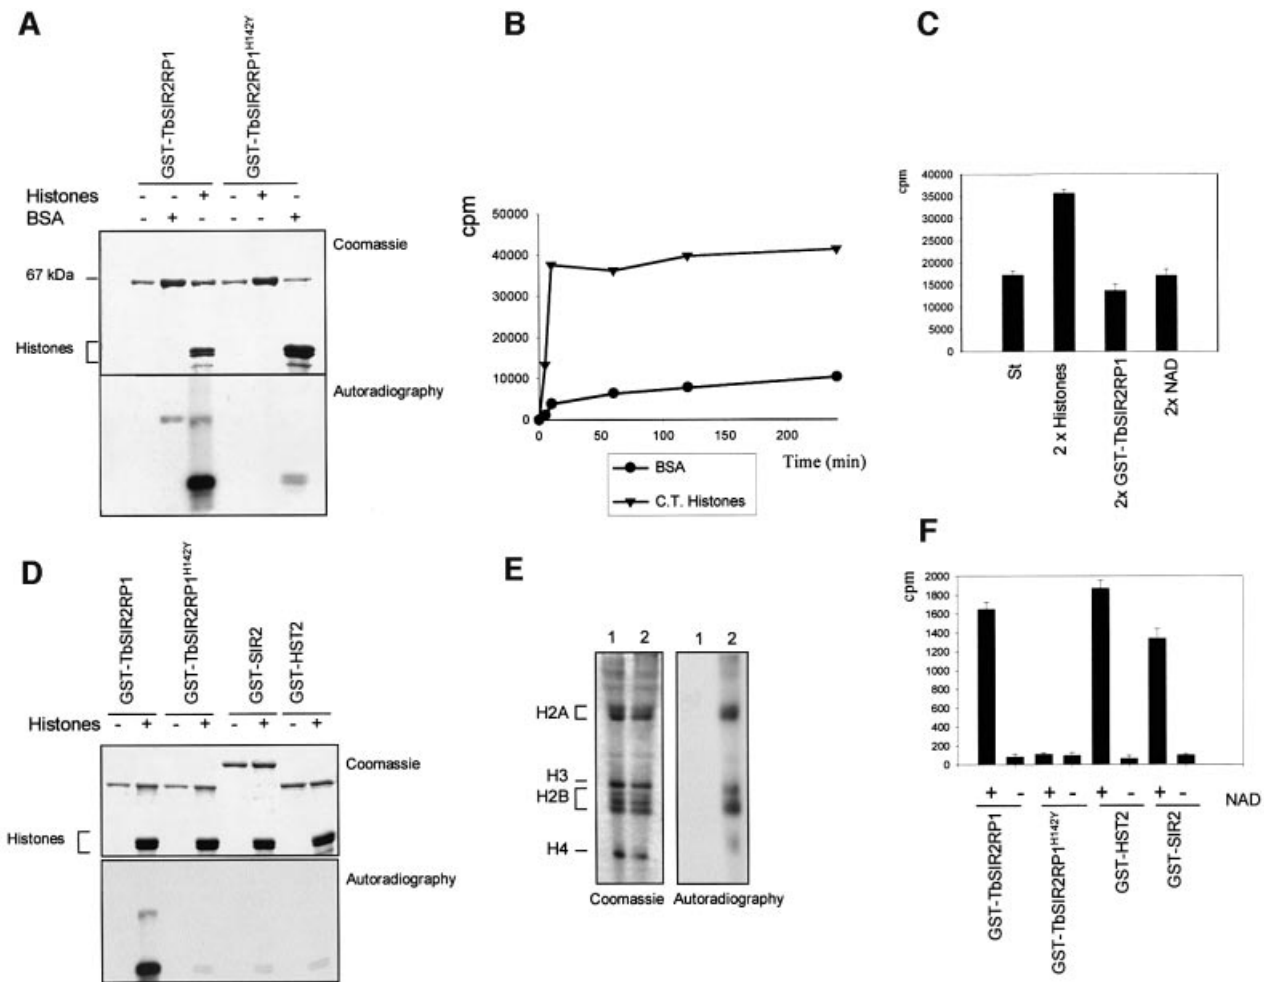 A
GST-TbSIR2RP1
GST-TbSIR2RP1H142Y
Histones - - + - + -
BSA - + - - - +
Coomassie
67 kDa
Histones
Autoradiography
B
cpm
50000
40000
30000
20000
10000
0
0 50 100 150 200
Time (min)
BSA
C.T. Histones
C
cpm
40000
35000
30000
25000
20000
15000
10000
5000
0
St
2 x Histones
2x GST-TbSIR2RP1
2x NAD
D
GST-TbSIR2RP1
GST-TbSIR2RP1H142Y
GST-SIR2
GST-HST2
Histones - + - + - + - +
Coomassie
Histones
Autoradiography
E
1 2 1 2
H2A
H3
H2B
H4
Coomassie Autoradiography
F
cpm
2000
1800
1600
1400
1200
1000
800
600
400
200
0
+ - + - + - + - NAD
GST-TbSIR2RP1
GST-TbSIR2RP1H142Y
GST-HST2
GST-SIR2